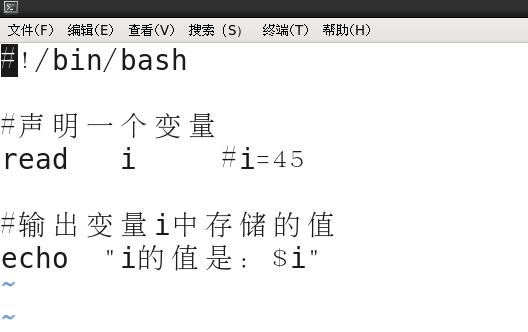 文件(F) 编辑(E) 查看(V) 搜索 (S) 终端(T) 帮助(H)
#!/bin/bash
#声明一个变量
read i #i=45
#输出变量i中存储的值
echo "i的值是: $i"
~
~